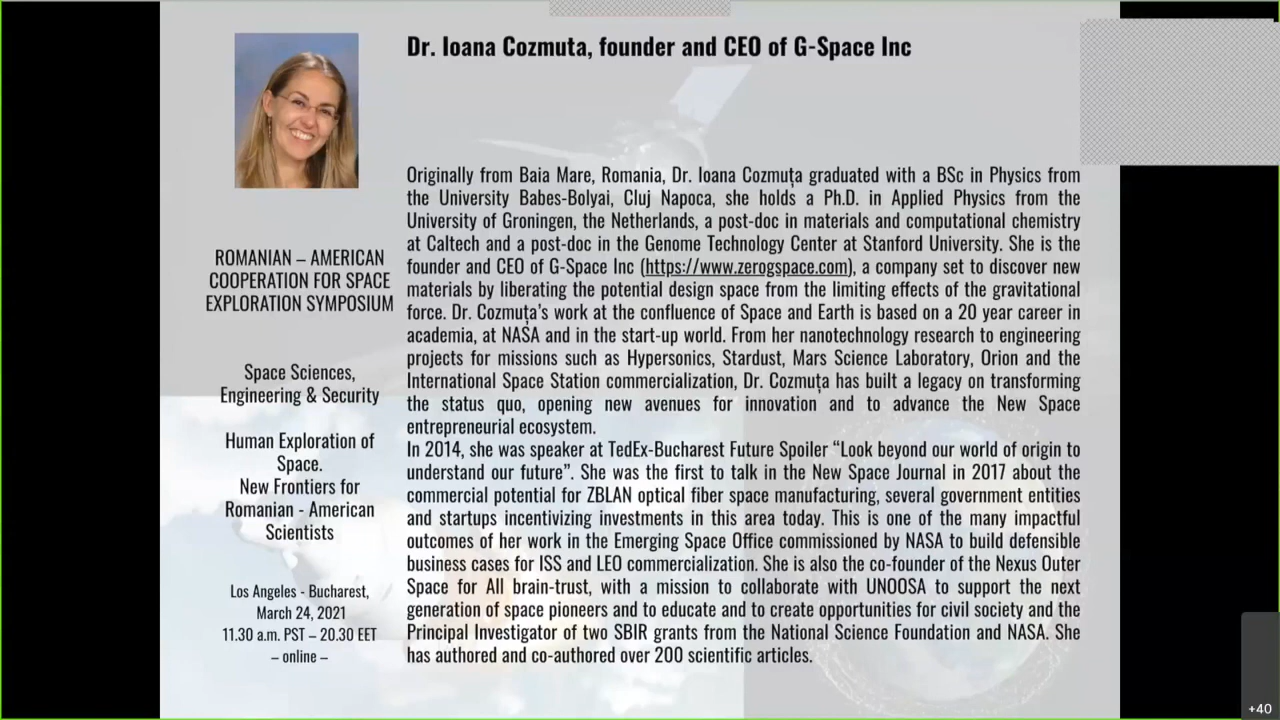 Dr. Ioana Cozmuta, founder and CEO of G-Space Inc
ROMANIAN – AMERICAN
COOPERATION FOR SPACE
EXPLORATION SYMPOSIUM
Space Sciences,
Engineering & Security
Human Exploration of
Space.
New Frontiers for
Romanian - American
Scientists
Los Angeles - Bucharest,
March 24, 2021
11.30 a.m. PST – 20.30 EET
– online –
Originally from Baia Mare, Romania, Dr. Ioana Cozmuța graduated with a BSc in Physics from
the University Babes-Bolyai, Cluj Napoca, she holds a Ph.D. in Applied Physics from the
University of Groningen, the Netherlands, a post-doc in materials and computational chemistry
at Caltech and a post-doc in the Genome Technology Center at Stanford University. She is the
founder and CEO of G-Space Inc (https://www.zerogspace.com), a company set to discover new
materials by liberating the potential design space from the limiting effects of the gravitational
force. Dr. Cozmuța's work at the confluence of Space and Earth is based on a 20 year career in
academia, at NASA and in the start-up world. From her nanotechnology research to engineering
projects for missions such as Hypersonics, Stardust, Mars Science Laboratory, Orion and the
International Space Station commercialization, Dr. Cozmuța has built a legacy on transforming
the status quo, opening new avenues for innovation and to advance the New Space
entrepreneurial ecosystem.
In 2014, she was speaker at TedEx-Bucharest Future Spoiler “Look beyond our world of origin to
understand our future”. She was the first to talk in the New Space Journal in 2017 about the
commercial potential for ZBLAN optical fiber space manufacturing, several government entities
and startups incentivizing investments in this area today. This is one of the many impactful
outcomes of her work in the Emerging Space Office commissioned by NASA to build defensible
business cases for ISS and LEO commercialization. She is also the co-founder of the Nexus Outer
Space for All brain-trust, with a mission to collaborate with UNOOSA to support the next
generation of space pioneers and to educate and to create opportunities for civil society and the
Principal Investigator of two SBIR grants from the National Science Foundation and NASA. She
has authored and co-authored over 200 scientific articles.
+40